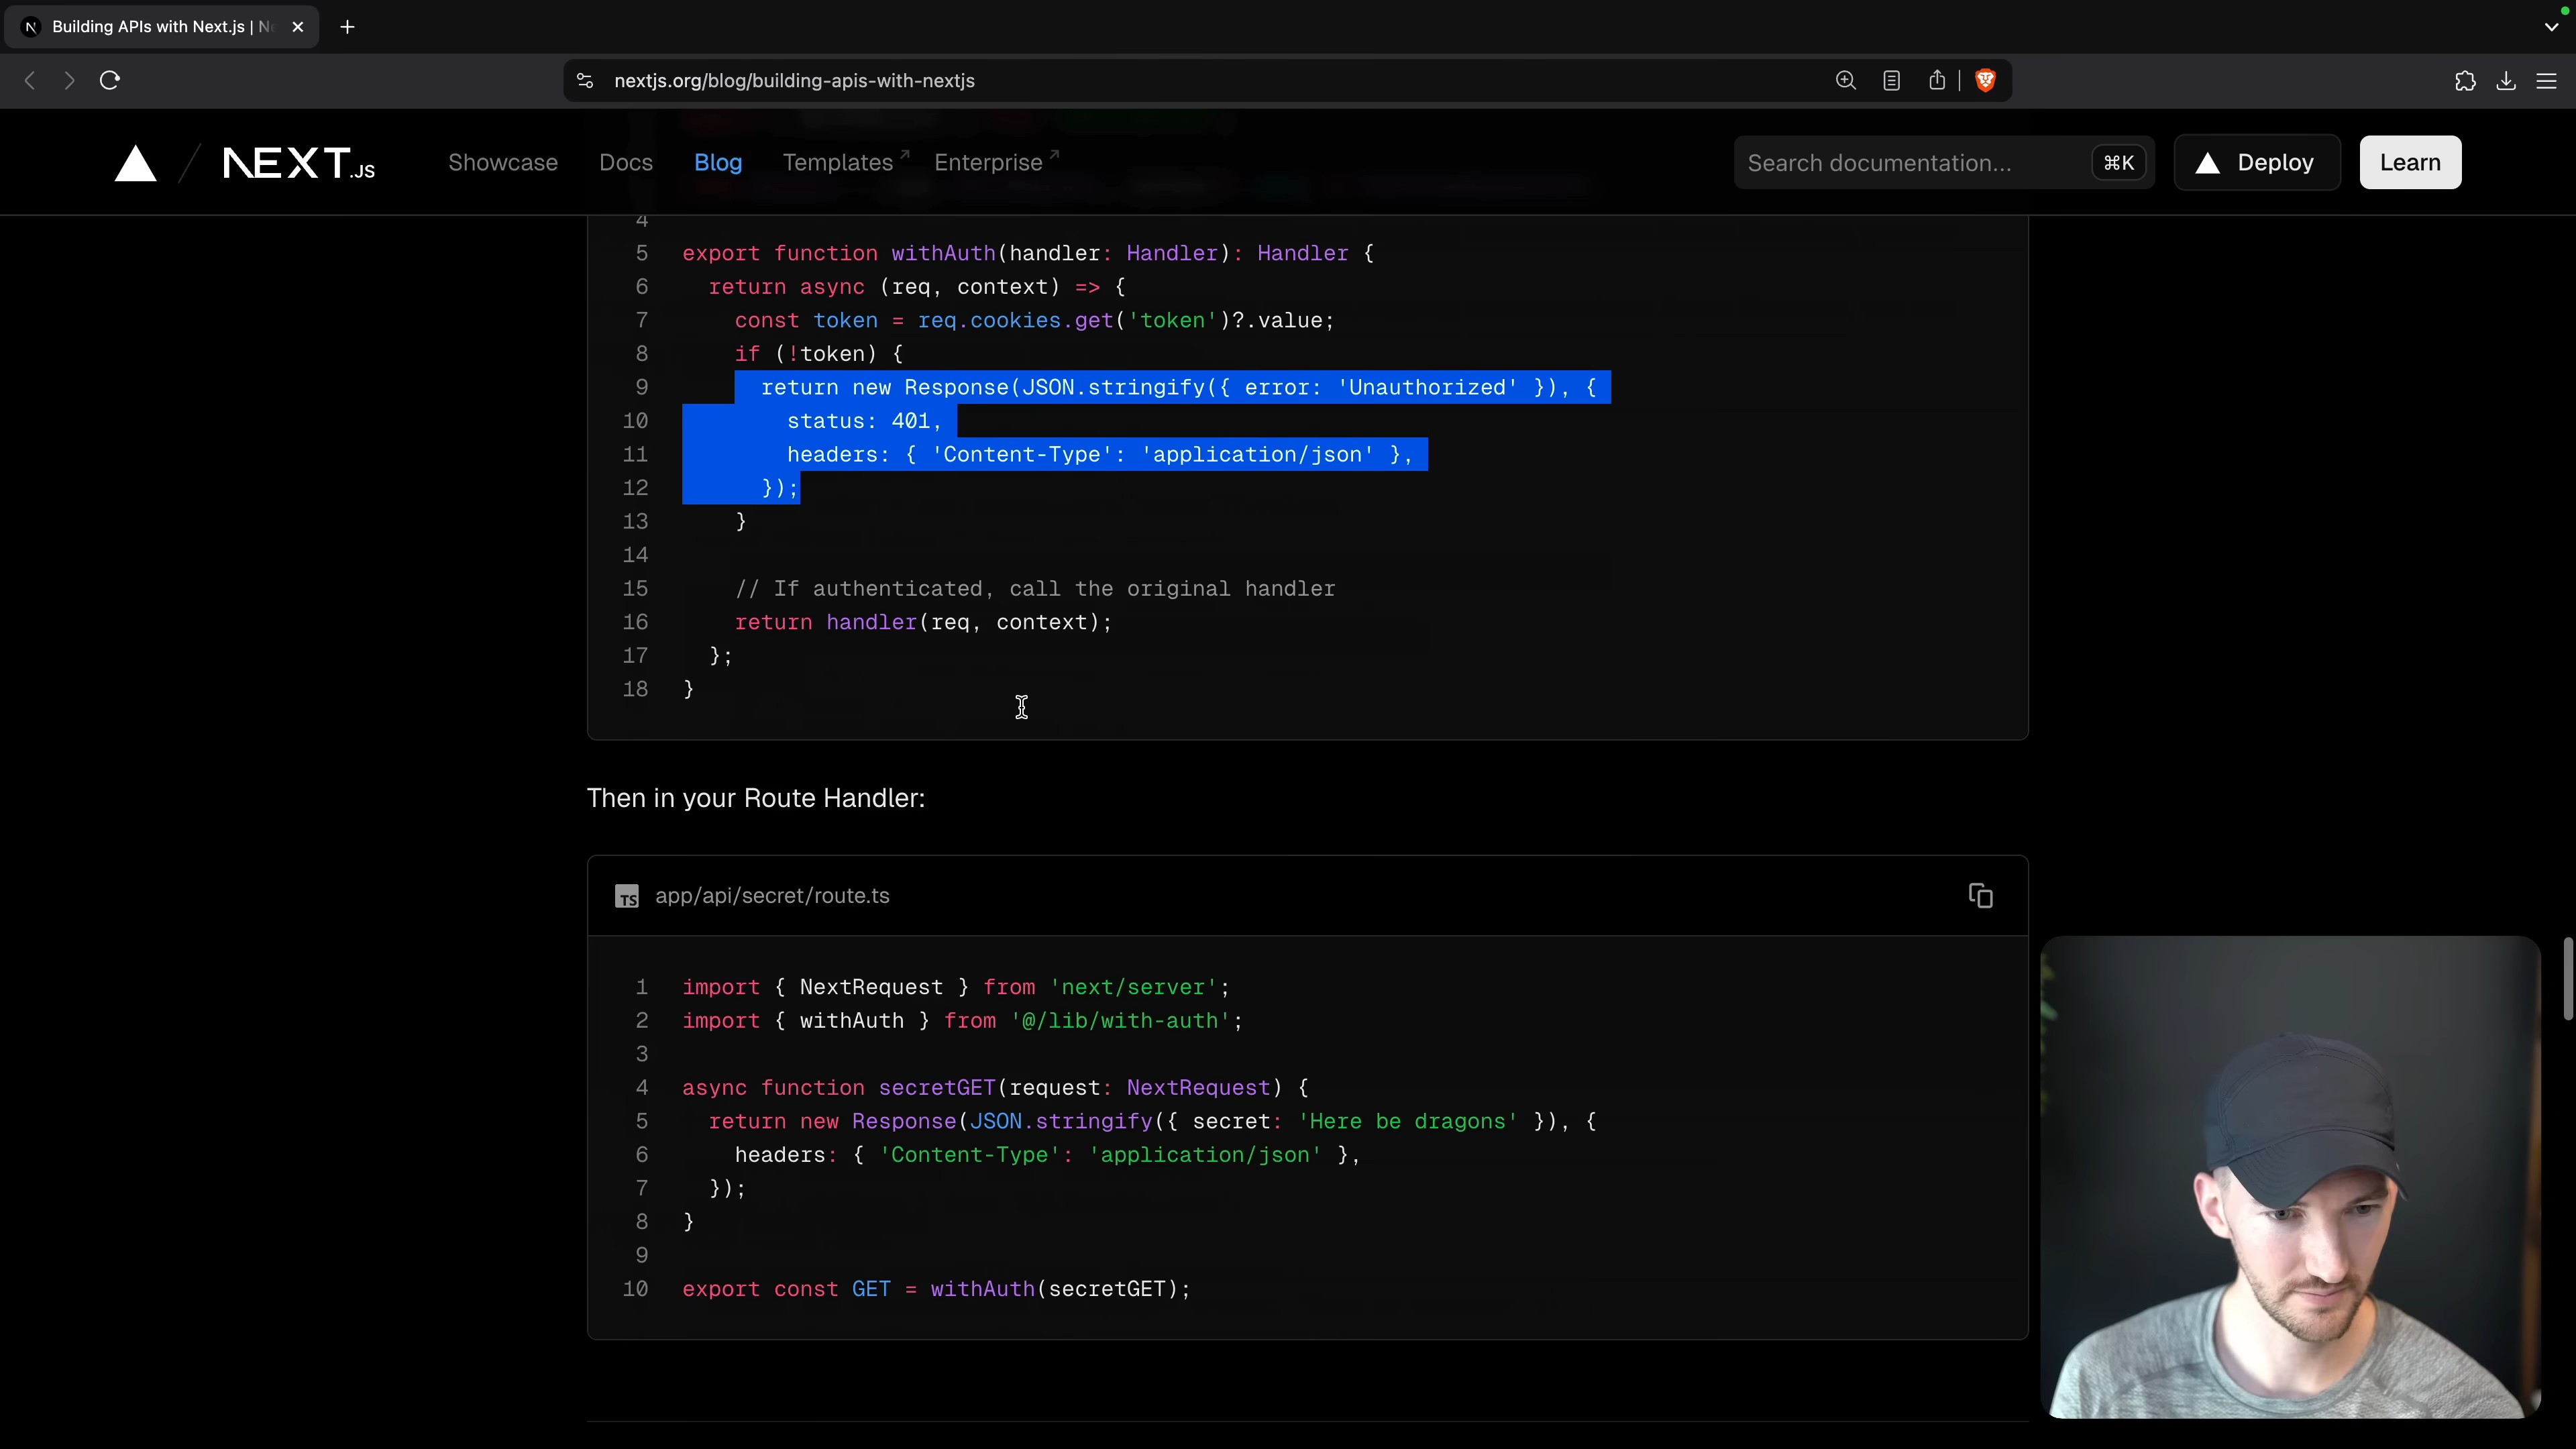 Building APIs with Next.js | Ne
nextjs.org/blog/building-apis-with-nextjs
NEXT.JS
Showcase
Docs
Blog
Templates
Enterprise
Search documentation...
⌘K
Deploy
Learn
4
5 export function withAuth(handler: Handler): Handler {
6 return async (req, context) => {
7 const token = req.cookies.get('token')?.value;
8 if (!token) {
9 return new Response(JSON.stringify({ error: 'Unauthorized' }), {
10 status: 401,
11 headers: { 'Content-Type': 'application/json' },
12 });
13 }
14
15 // If authenticated, call the original handler
16 return handler(req, context);
17 };
18 }
Then in your Route Handler:
TS app/api/secret/route.ts
1 import { NextRequest } from 'next/server';
2 import { withAuth } from '@/lib/with-auth';
3
4 async function secretGET(request: NextRequest) {
5 return new Response(JSON.stringify({ secret: 'Here be dragons' }), {
6 headers: { 'Content-Type': 'application/json' },
7 });
8 }
9
10 export const GET = withAuth(secretGET);